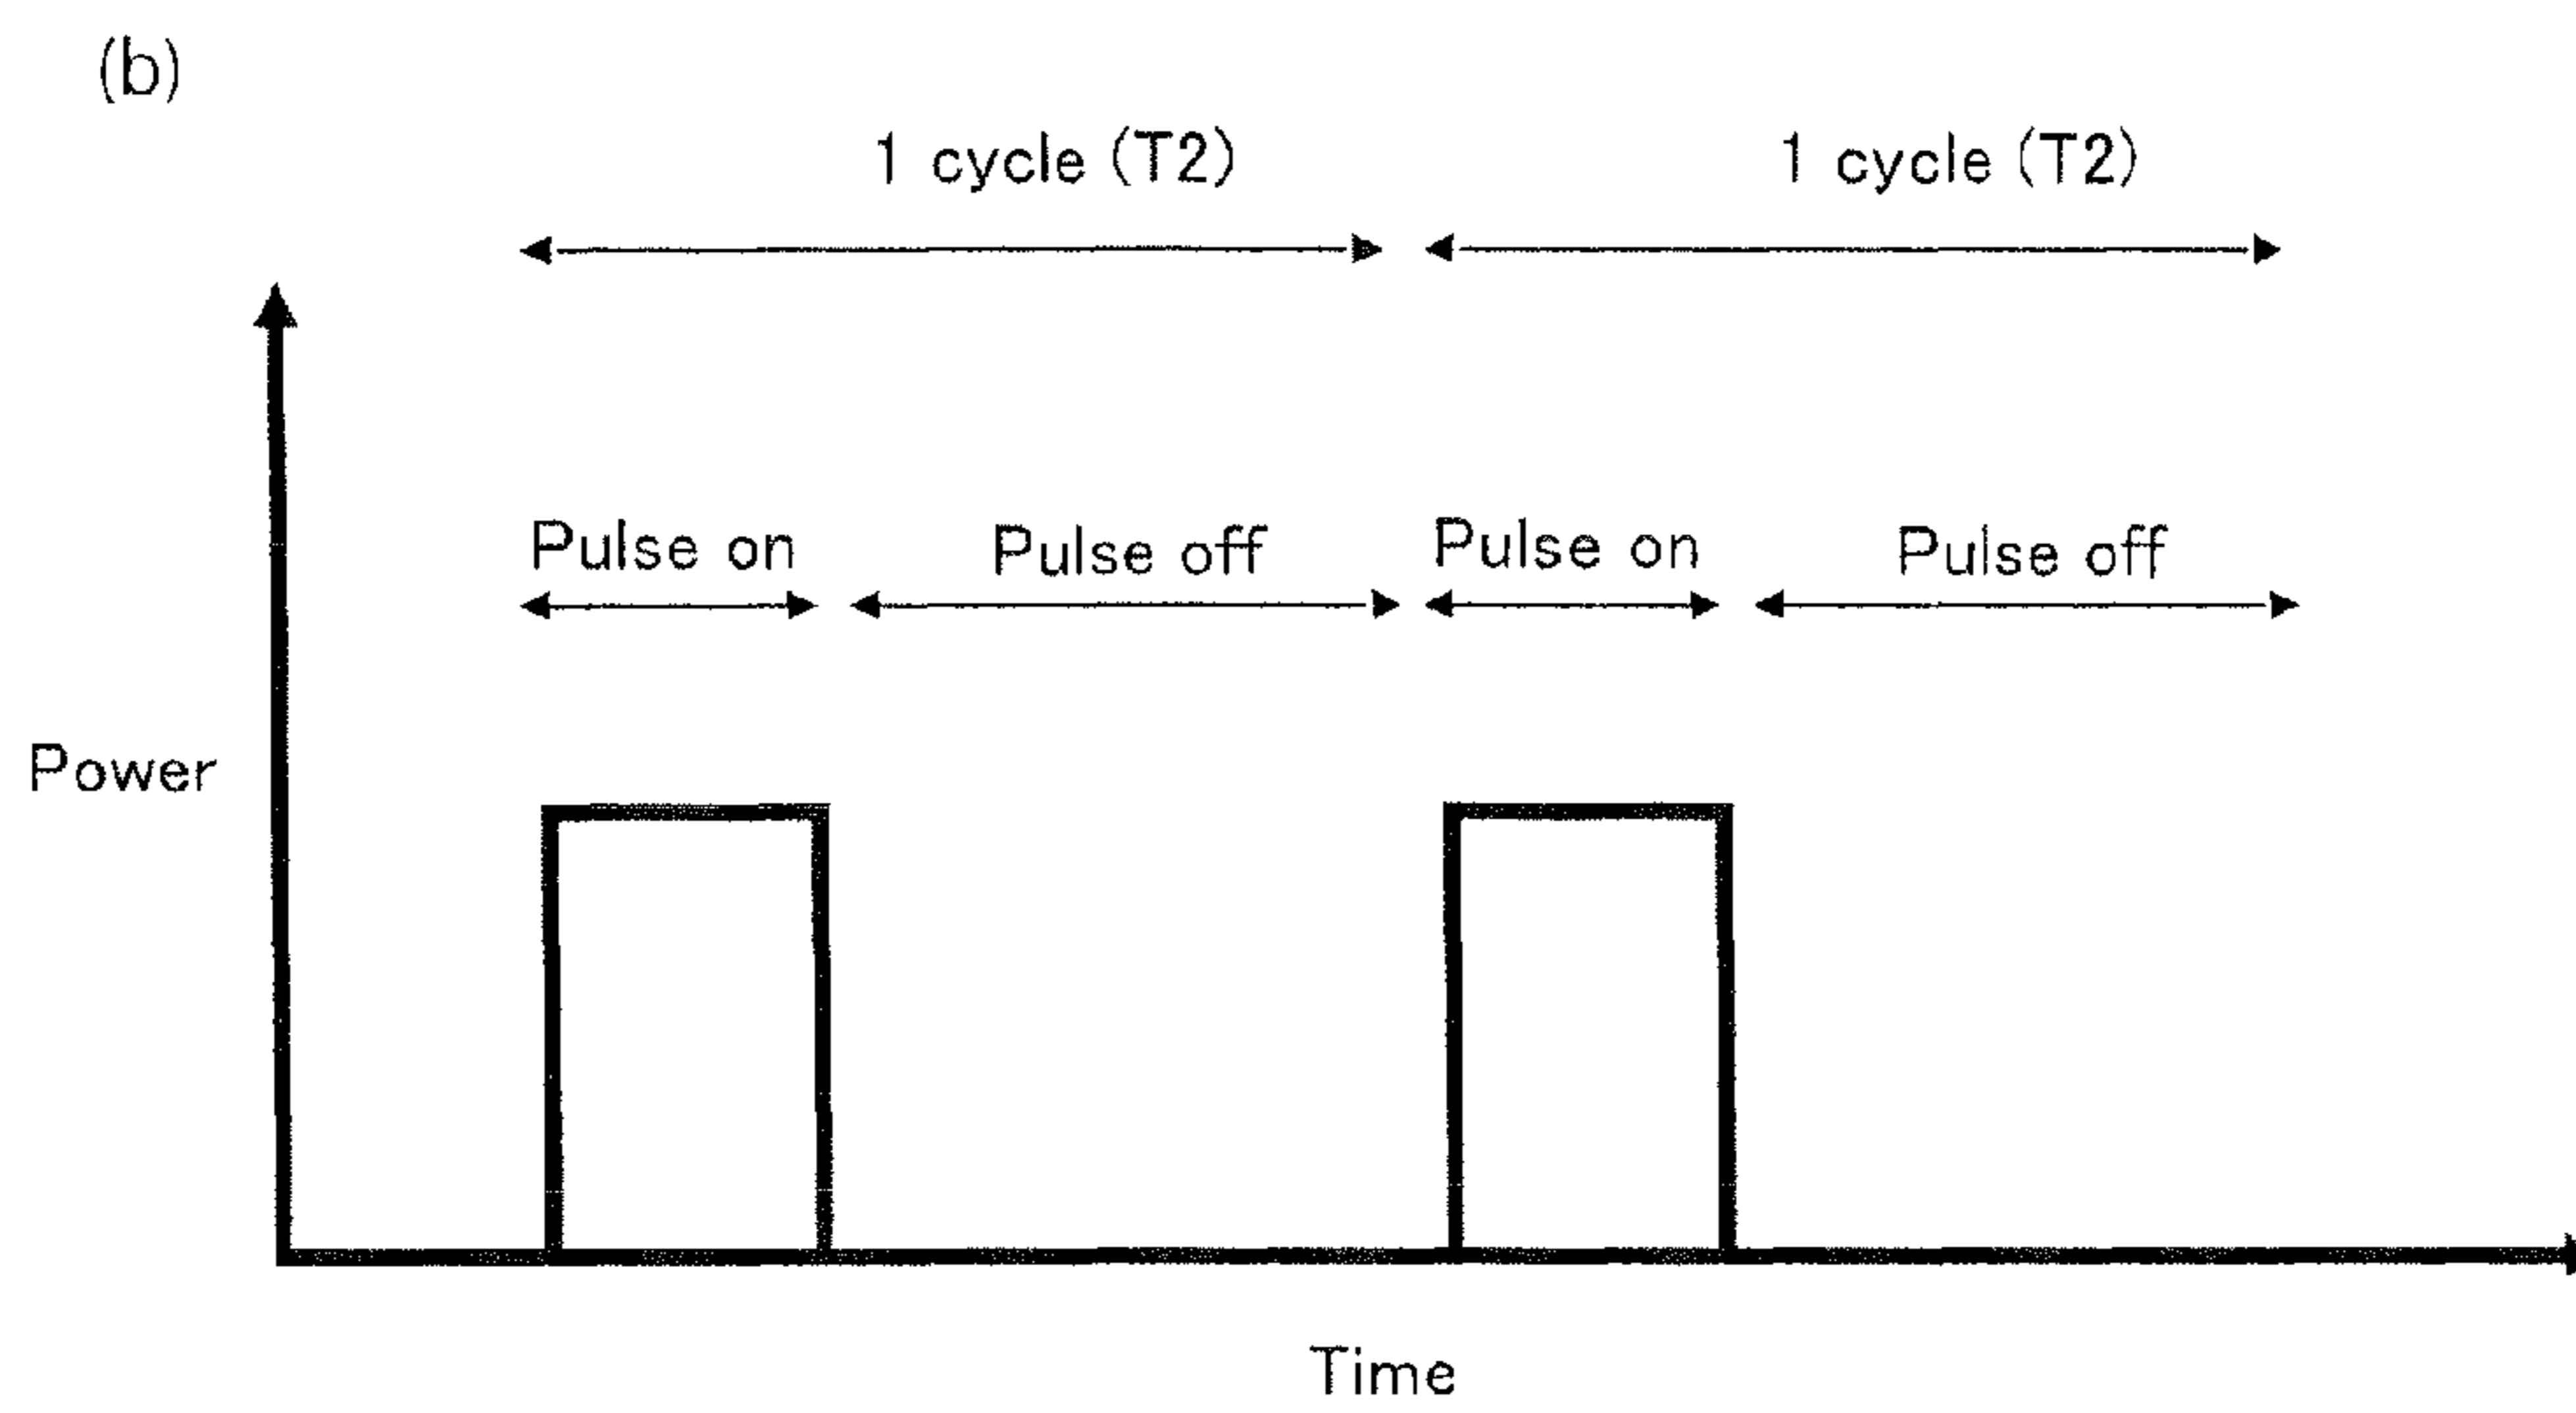 (b)
1 cycle (T2) 1 cycle (T2)
Pulse on Pulse off Pulse on Pulse off
Power
Time